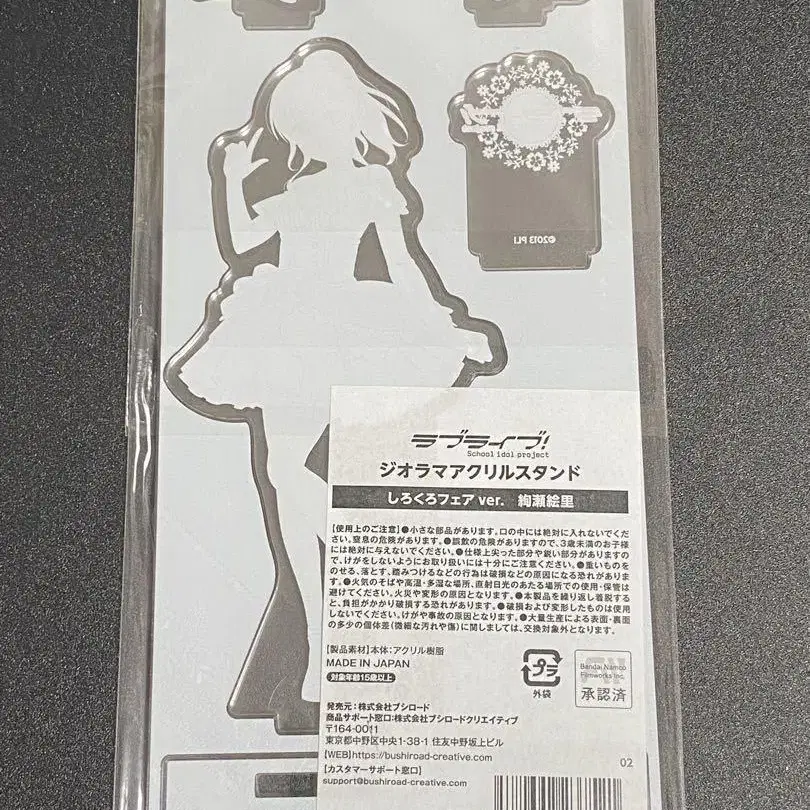 ©2013 PL!
ラブライブ!
School idol project
ジオラマアクリルスタンド
しろくろフェア ver. 絢瀬絵里
【使用上のご注意】●小さな部品があります。口の中には絶対に入れないでくだ
さい。窒息の危険があります。●誤飲の危険がありますので、3歳未満のお子様
には絶対に与えないでください。●仕様上尖った部分や鋭い部分がありますの
で、けがをしないようにお取り扱いには十分にご注意ください。●重いものを
のせる、落とす、踏みつけるなどの行為は破損などの原因になる恐れがありま
す。●火気のそばや高温・多湿な場所、直射日光のあたる場所での使用・保管は
避けてください。火災や変形の原因となります。●本製品を繰り返し着脱する
と、負担がかかり破損する恐れがあります。●破損および変形したものは使用
しないでください。けがや事故の原因となります。●大量生産による表面・裏面
の多少の個体差(微細な汚れや傷)に関しましては、交換対象外となります。
【製品素材】本体:アクリル樹脂
MADE IN JAPAN
対象年齢15歳以上
プラ
外袋
Bandai Namco
Filmworks Inc.
承認済
発売元:株式会社ブシロード
商品サポート窓口:株式会社ブシロードクリエイティブ
〒164-0011
東京都中野区中央1-38-1 住友中野坂上ビル
【WEB】https://bushiroad-creative.com
02
【カスタマーサポート窓口】
support@bushiroad-creative.com